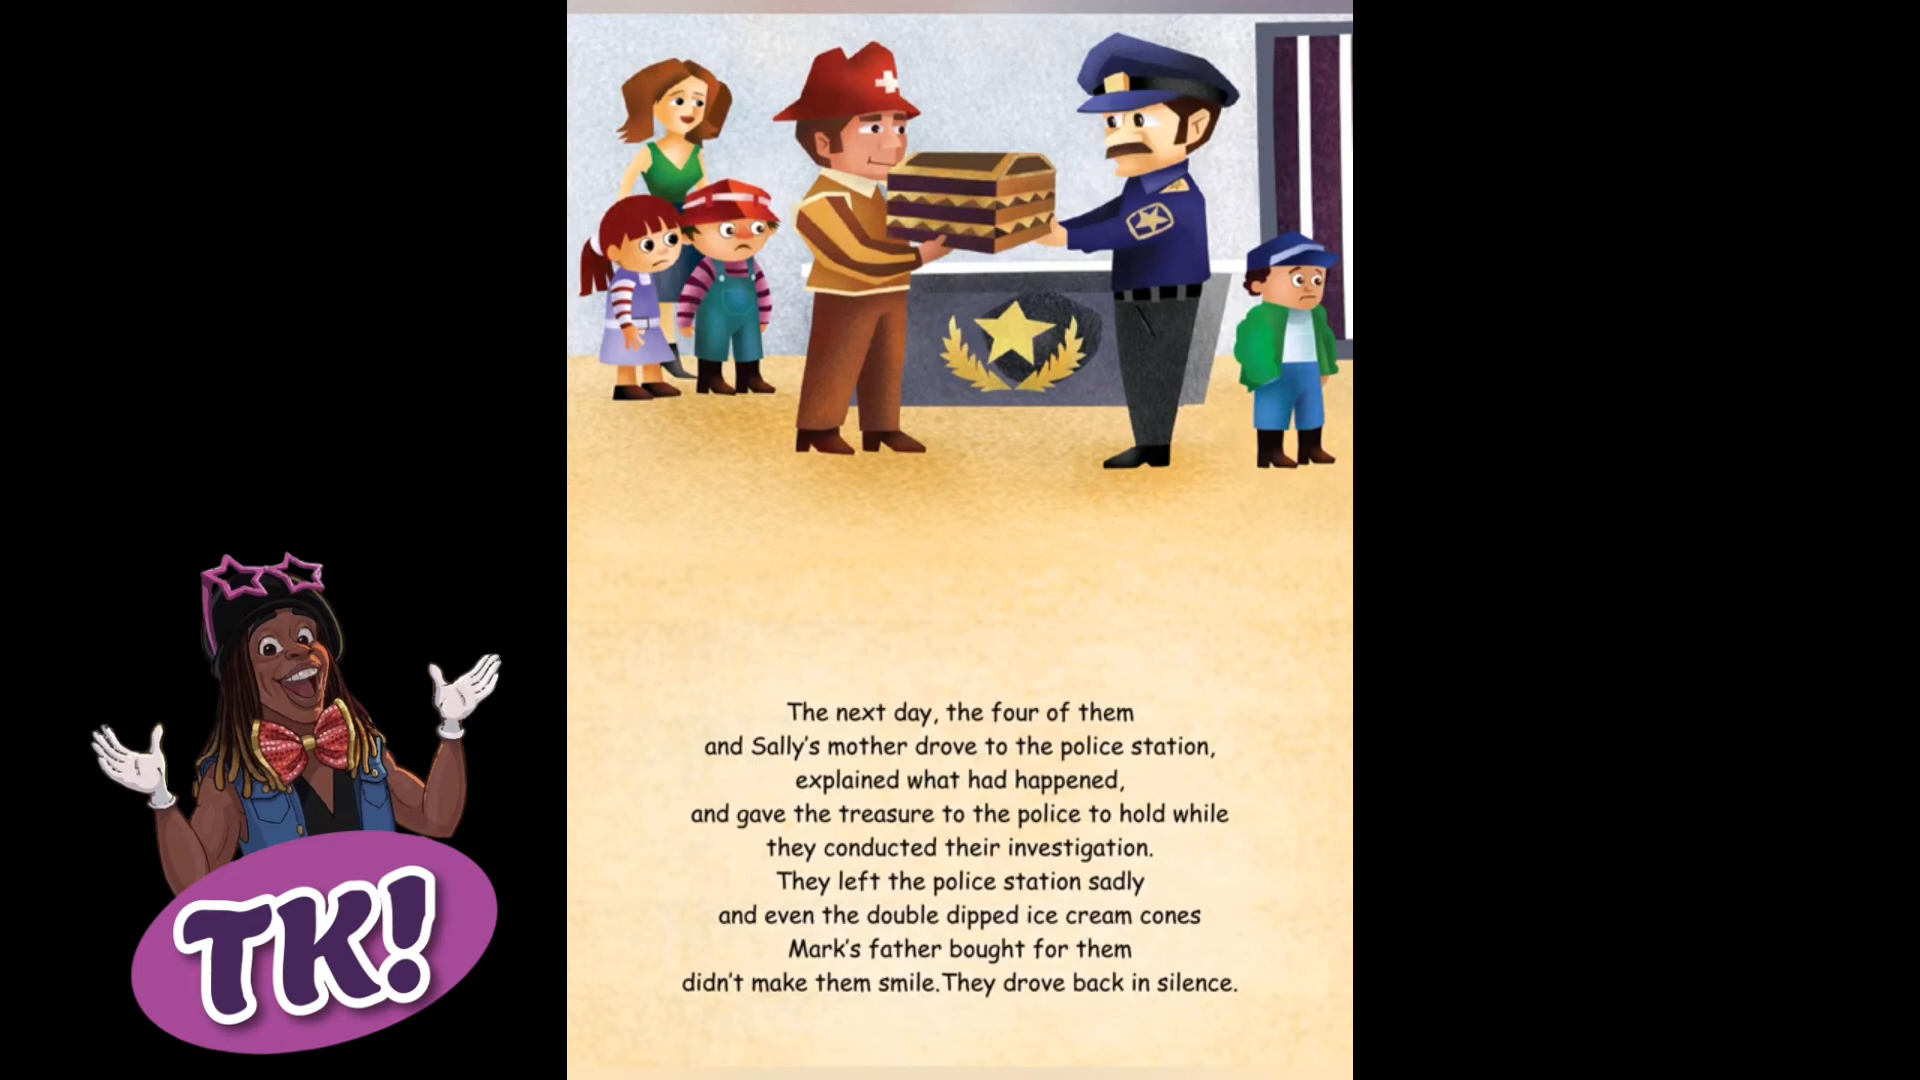 The next day, the four of them
and Sally's mother drove to the police station,
explained what had happened,
and gave the treasure to the police to hold while
they conducted their investigation.
They left the police station sadly
and even the double dipped ice cream cones
Mark's father bought for them
didn't make them smile.They drove back in silence.
TK!